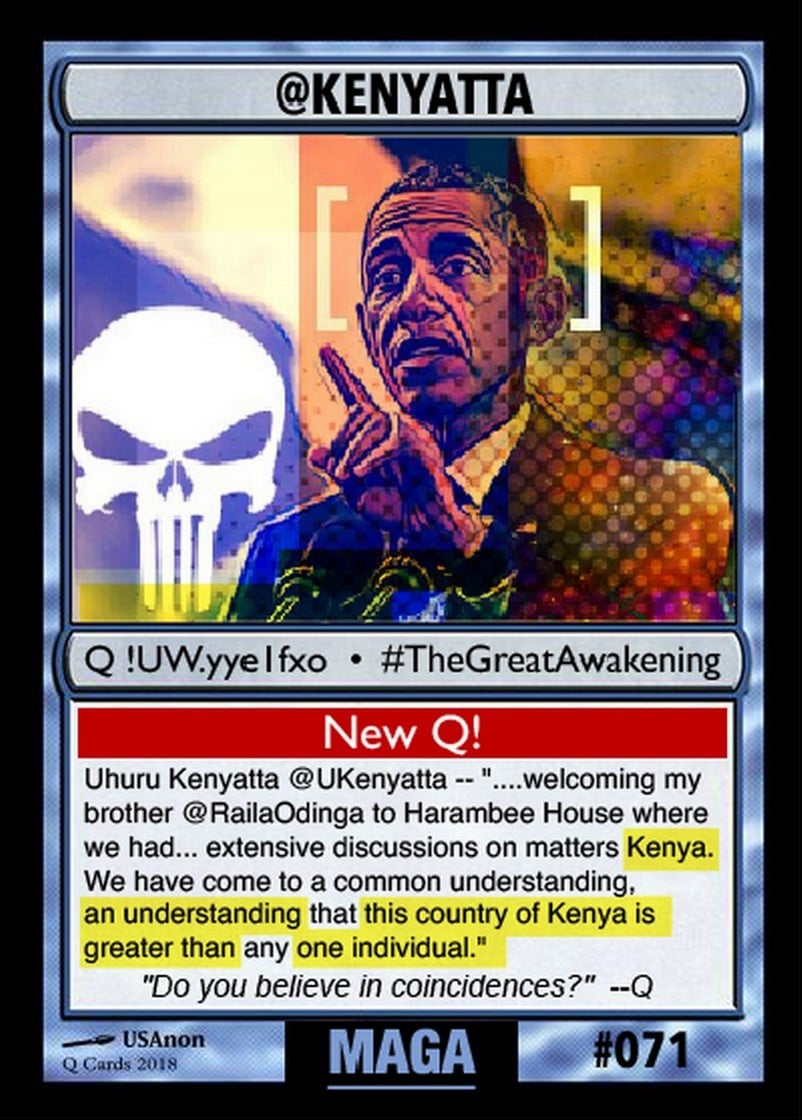 @KENYATTA
[ ]
Q !UW.yye1fxo • #TheGreatAwakening
New Q!
Uhuru Kenyatta @UKenyatta -- "....welcoming my
brother @RailaOdinga to Harambee House where
we had... extensive discussions on matters Kenya.
We have come to a common understanding,
an understanding that this country of Kenya is
greater than any one individual."
"Do you believe in coincidences?" --Q
USAnon
Q Cards 2018
MAGA
#071